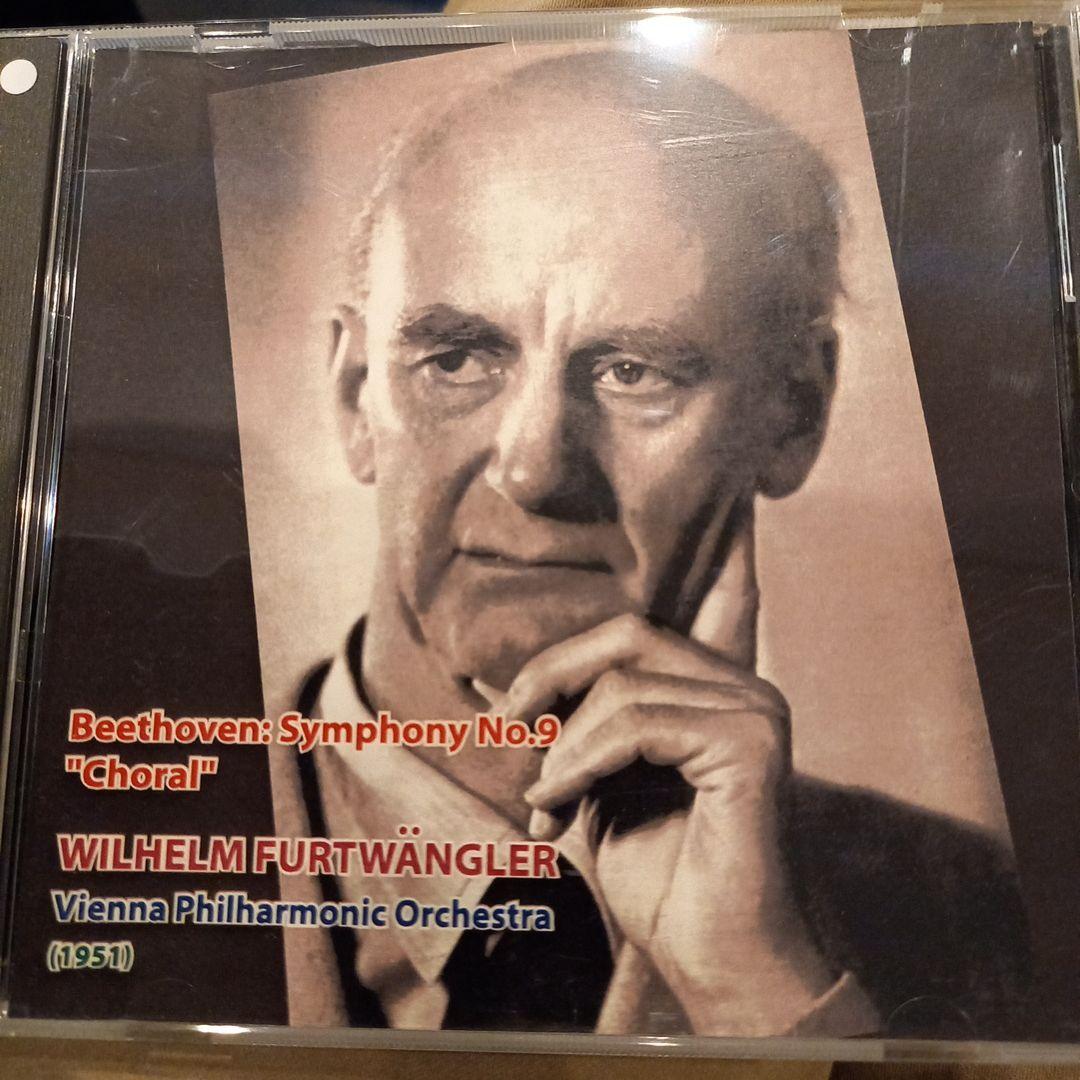 Beethoven: Symphony No.9
"Choral"
WILHELM FURTWÄNGLER
Vienna Philharmonic Orchestra
(1951)